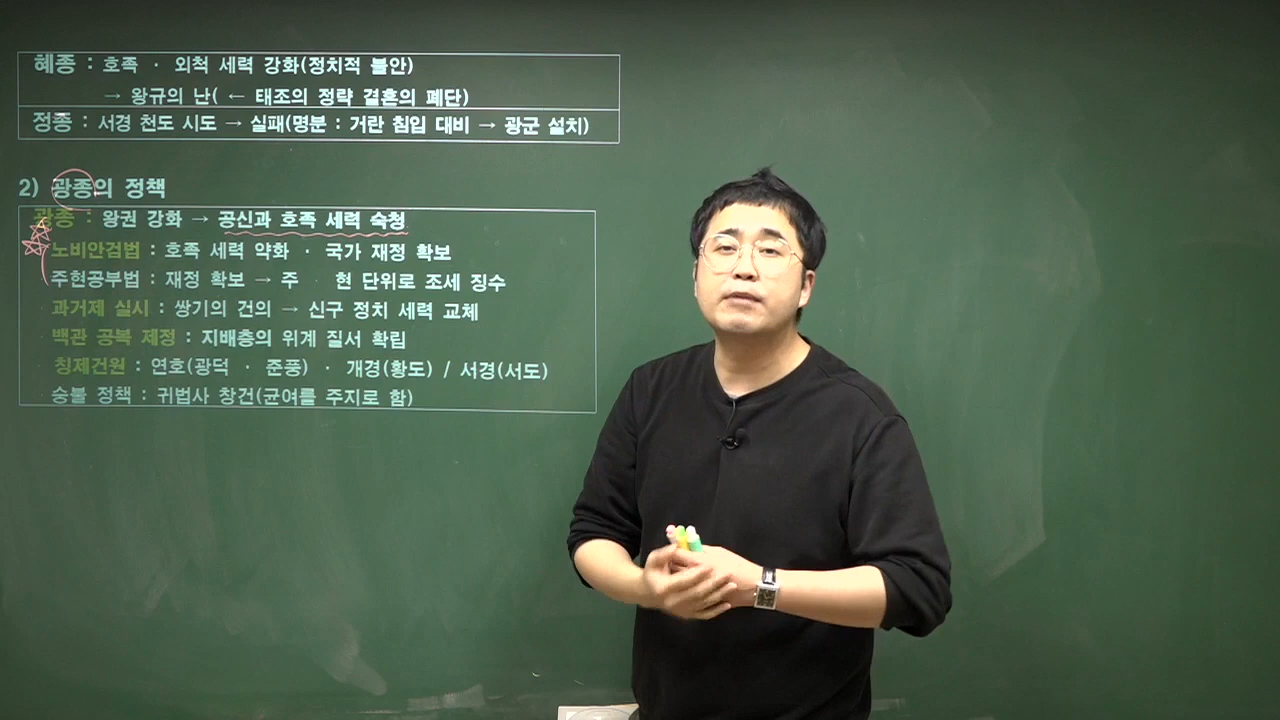 혜종 : 호족 · 외척 세력 강화(정치적 불안)
→ 왕규의 난( ← 태조의 정략 결혼의 폐단)
정종 : 서경 천도 시도 → 실패(명분 : 거란 침입 대비 → 광군 설치)
2) 광종의 정책
광종 : 왕권 강화 → 공신과 호족 세력 숙청
노비안검법 : 호족 세력 약화 · 국가 재정 확보
주현공부법 : 재정 확보 → 주 · 현 단위로 조세 징수
과거제 실시 : 쌍기의 건의 → 신구 정치 세력 교체
백관 공복 제정 : 지배층의 위계 질서 확립
칭제건원 : 연호(광덕 · 준풍) · 개경(황도) / 서경(서도)
숭불 정책 : 귀법사 창건(균여를 주지로 함)